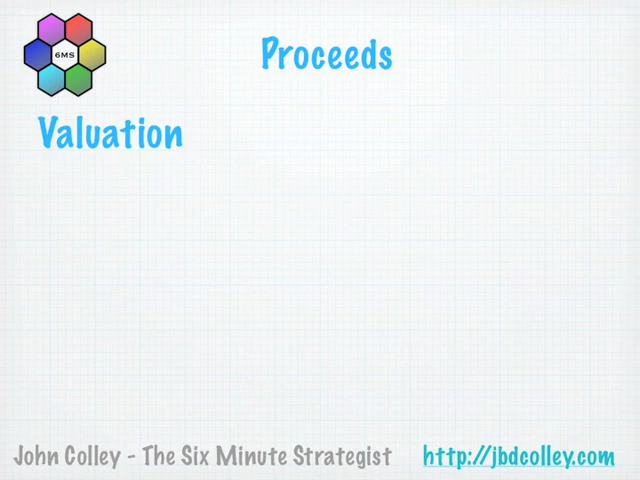 6MS
Proceeds
Valuation
John Colley - The Six Minute Strategist http://jbdcolley.com